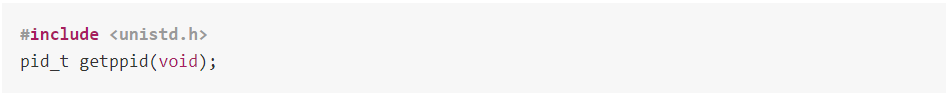 #include <unistd.h>
pid_t getppid(void);